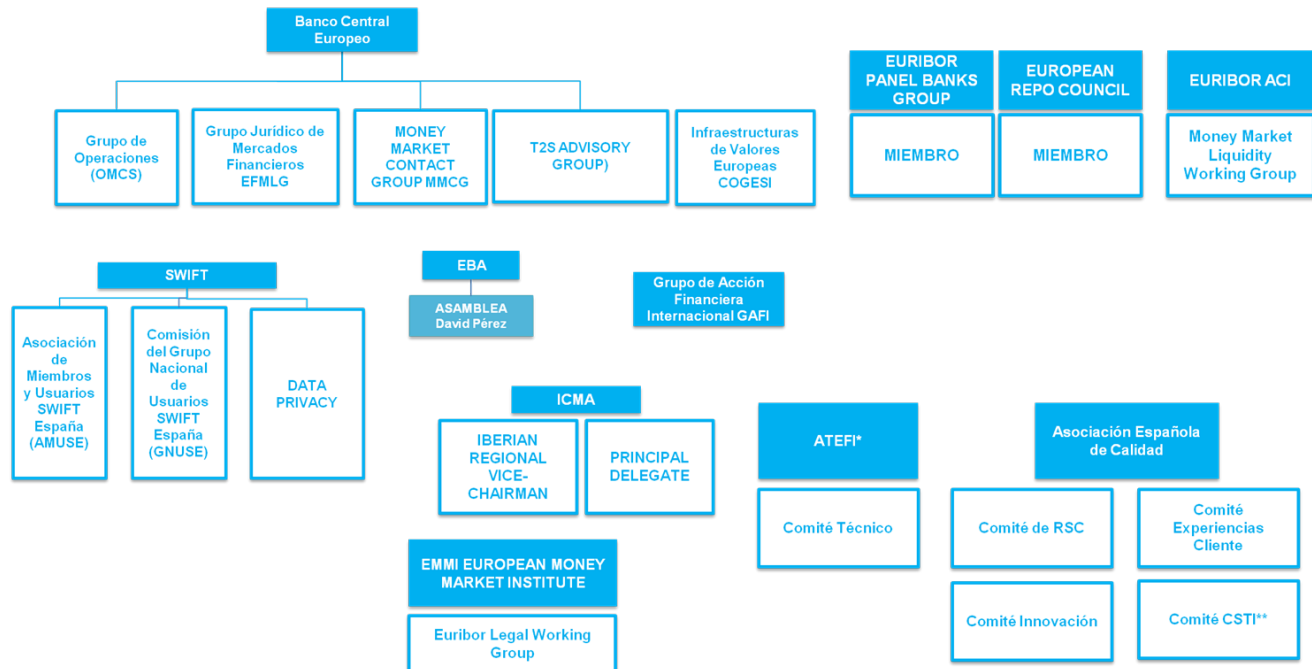 Banco Central
Europeo
Grupo de
Operaciones
(OMCS)
Grupo Jurídico de
Mercados
Financieros
EFMLG
MONEY
MARKET
CONTACT
GROUP MMCG
T2S ADVISORY
GROUP)
Infraestructuras
de Valores
Europeas
COGESI
EURIBOR
PANEL BANKS
GROUP
MIEMBRO
EUROPEAN
REPO COUNCIL
MIEMBRO
EURIBOR ACI
Money Market
Liquidity
Working Group
SWIFT
Asociación
de
Miembros
y Usuarios
SWIFT
España
(AMUSE)
Comisión
del Grupo
Nacional
de
Usuarios
SWIFT
España
(GNUSE)
DATA
PRIVACY
EBA
ASAMBLEA
David Pérez
Grupo de Acción
Financiera
Internacional GAFI
ICMA
IBERIAN
REGIONAL
VICE-
CHAIRMAN
PRINCIPAL
DELEGATE
EMMI EUROPEAN MONEY
MARKET INSTITUTE
Euribor Legal Working
Group
ATEFI*
Comité Técnico
Asociación Española
de Calidad
Comité de RSC
Comité
Experiencias
Cliente
Comité Innovación
Comité CSTI**